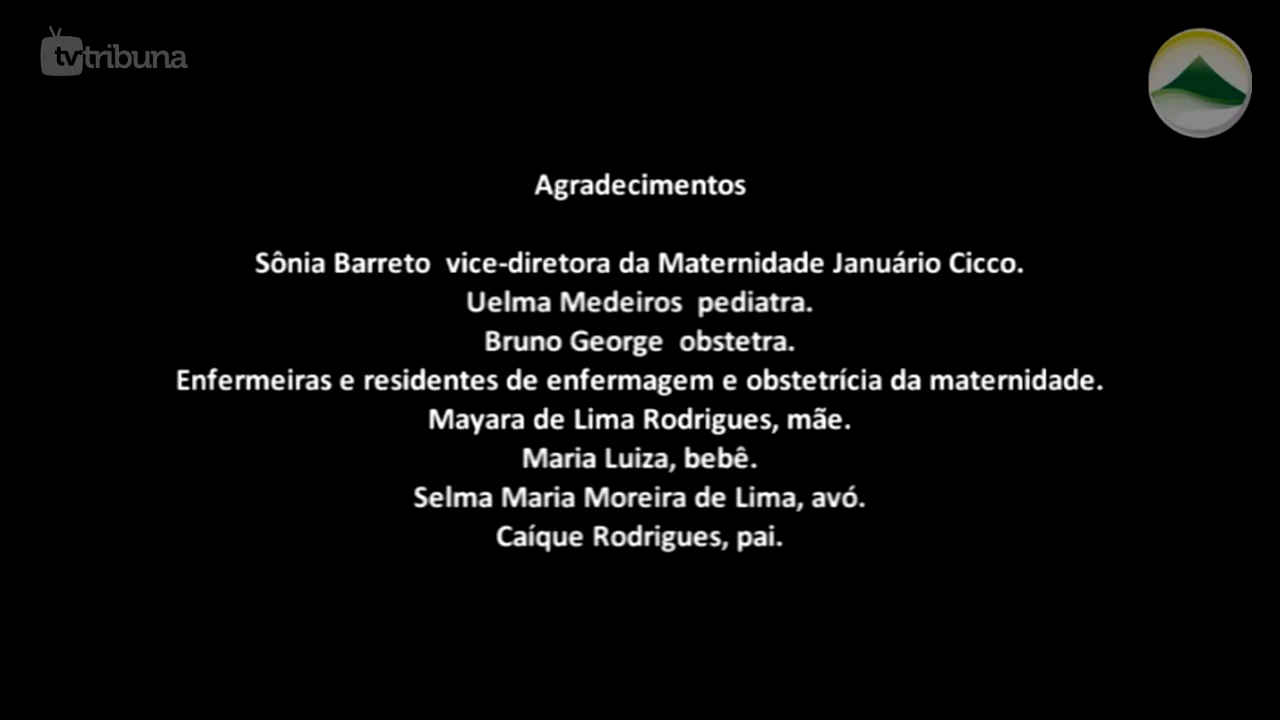 tvtribuna
Agradecimentos
Sônia Barreto  vice-diretora da Maternidade Januário Cicco.
Uelma Medeiros  pediatra.
Bruno George  obstetra.
Enfermeiras e residentes de enfermagem e obstetrícia da maternidade.
Mayara de Lima Rodrigues, mãe.
Maria Luiza, bebê.
Selma Maria Moreira de Lima, avó.
Caíque Rodrigues, pai.